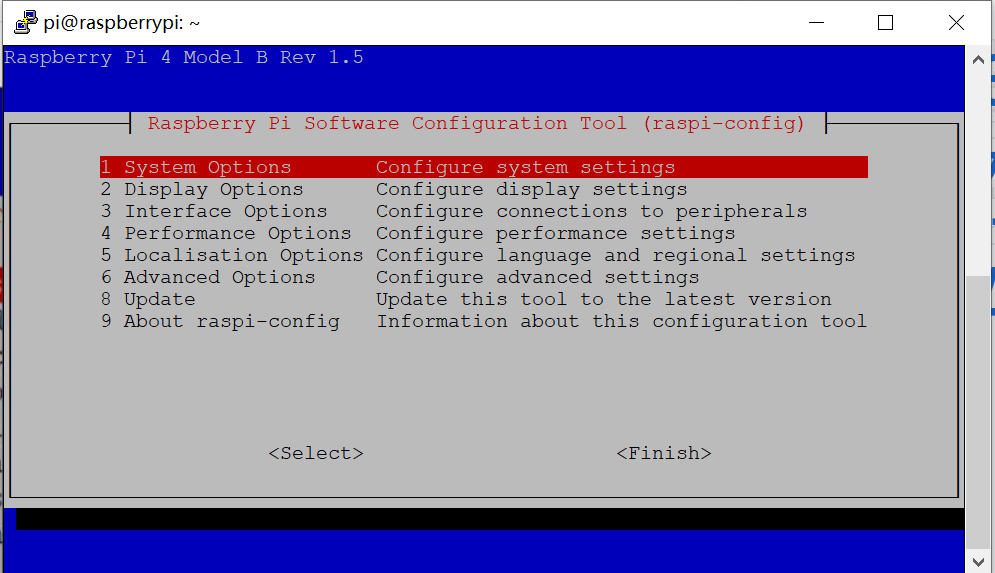 pi@raspberrypi: ~
Raspberry Pi 4 Model B Rev 1.5
Raspberry Pi Software Configuration Tool (raspi-config)
1 System Options Configure system settings
2 Display Options Configure display settings
3 Interface Options Configure connections to peripherals
4 Performance Options Configure performance settings
5 Localisation Options Configure language and regional settings
6 Advanced Options Configure advanced settings
8 Update Update this tool to the latest version
9 About raspi-config Information about this configuration tool
<Select> <Finish>